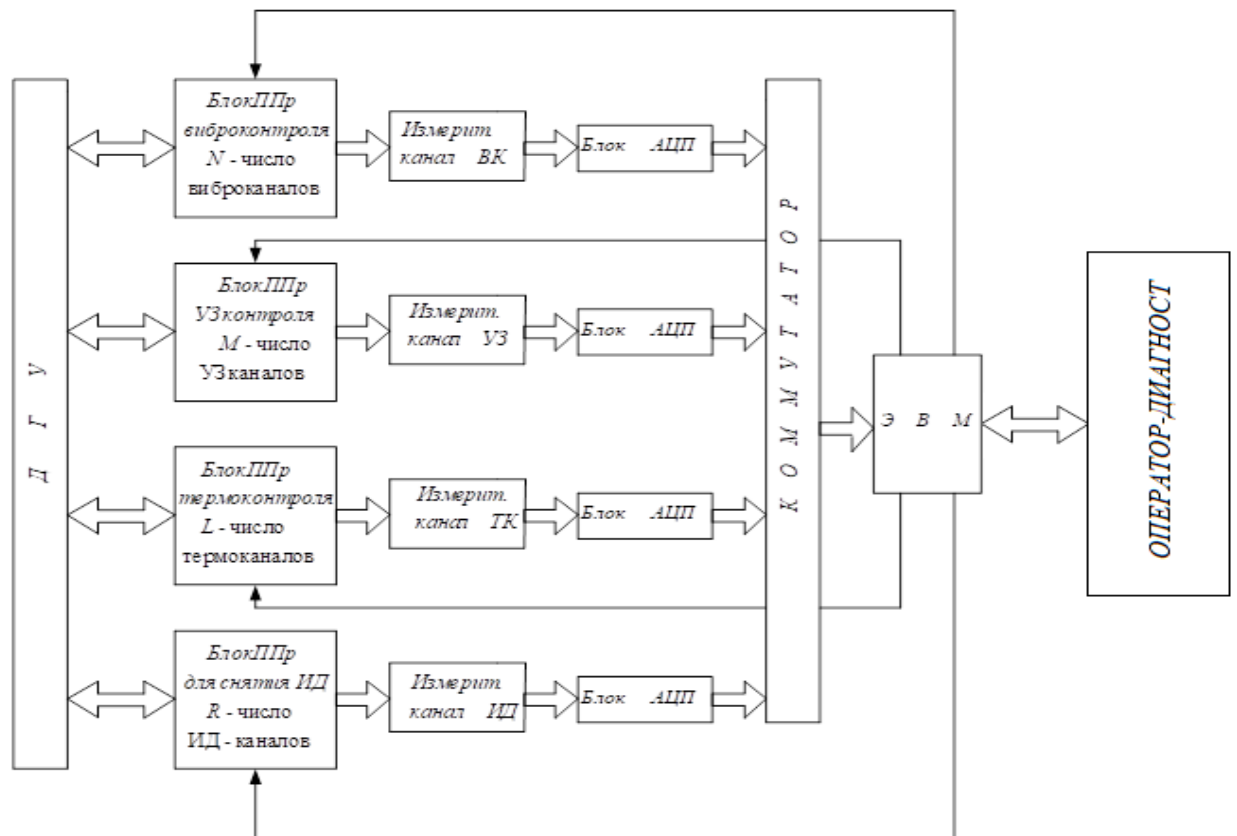 Д Г У
БлокППр
виброконтроля
N - число
виброканалов
Измерит.
канал ВК
Блок АЦП
БлокППр
УЗконтроля
M - число
УЗканалов
Измерит.
канал УЗ
Блок АЦП
БлокППр
термоконтроля
L - число
термоканалов
Измерит.
канал ТК
Блок АЦП
БлокППр
для снятия ИД
R - число
ИД - каналов
Измерит.
канал ИД
Блок АЦП
К О М М У Т А Т О Р
Э В М
ОПЕРАТОР-ДИАГНОСТ